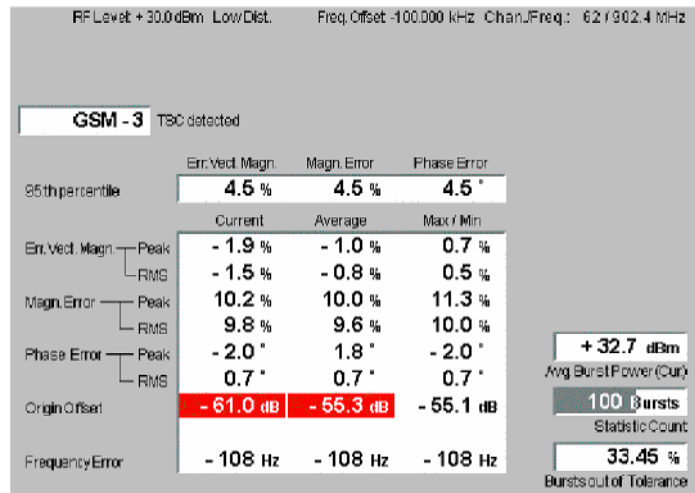 RF Level: + 30.0 dBm Low Dist. Freq. Offset -100.000 kHz Chan./Freq.: 62 / 902.4 MHz
GSM - 3 TSC detected
Err. Vect. Magn. Magn. Error Phase Error
95th percentile 4.5 % 4.5 % 4.5 °
Current Average Max / Min
Err. Vect. Magn. Peak - 1.9 % - 1.0 % 0.7 %
RMS - 1.5 % - 0.8 % 0.5 %
Magn. Error Peak 10.2 % 10.0 % 11.3 %
RMS 9.8 % 9.6 % 10.0 %
Phase Error Peak - 2.0 ° 1.8 ° - 2.0 °
RMS 0.7 ° 0.7 ° 0.7 °
+ 32.7 dBm
Avg. Burst Power (Cur.)
Origin Offset - 61.0 dB - 55.3 dB - 55.1 dB
100 Bursts
Statistic Count
Frequency Error - 108 Hz - 108 Hz - 108 Hz
33.45 %
Bursts out of Tolerance